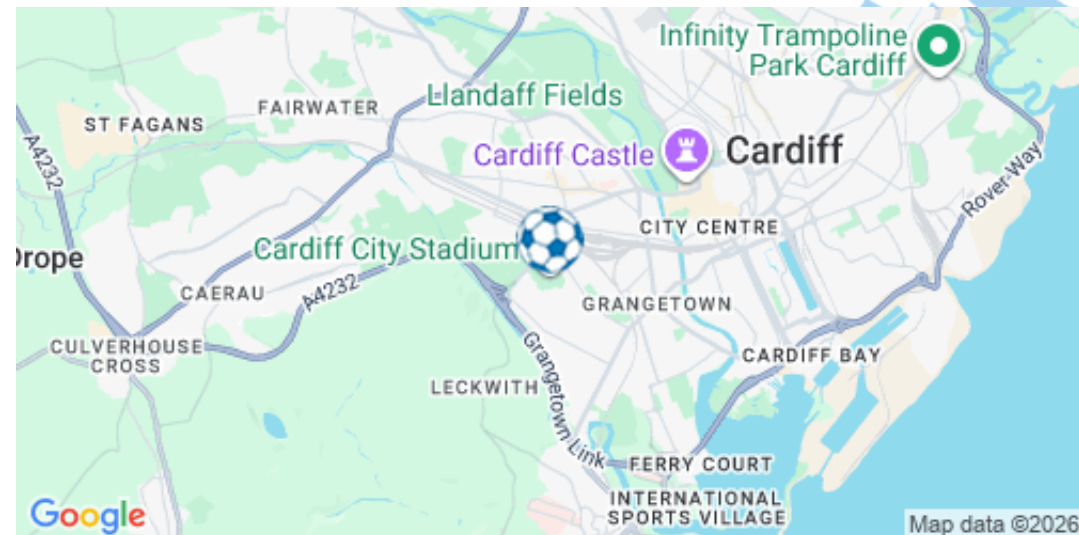 Infinity Trampoline
Park Cardiff
Llandaff Fields
FAIRWATER
ST FAGANS
A4232
Cardiff Castle
Cardiff
Rover Way
CITY CENTRE
Cardiff City Stadium
Drope
CAERAU
A4232
GRANGETOWN
CULVERHOUSE
CROSS
CARDIFF BAY
LECKWITH
Grangetown Link
FERRY COURT
INTERNATIONAL
SPORTS VILLAGE
Google
Map data ©2026